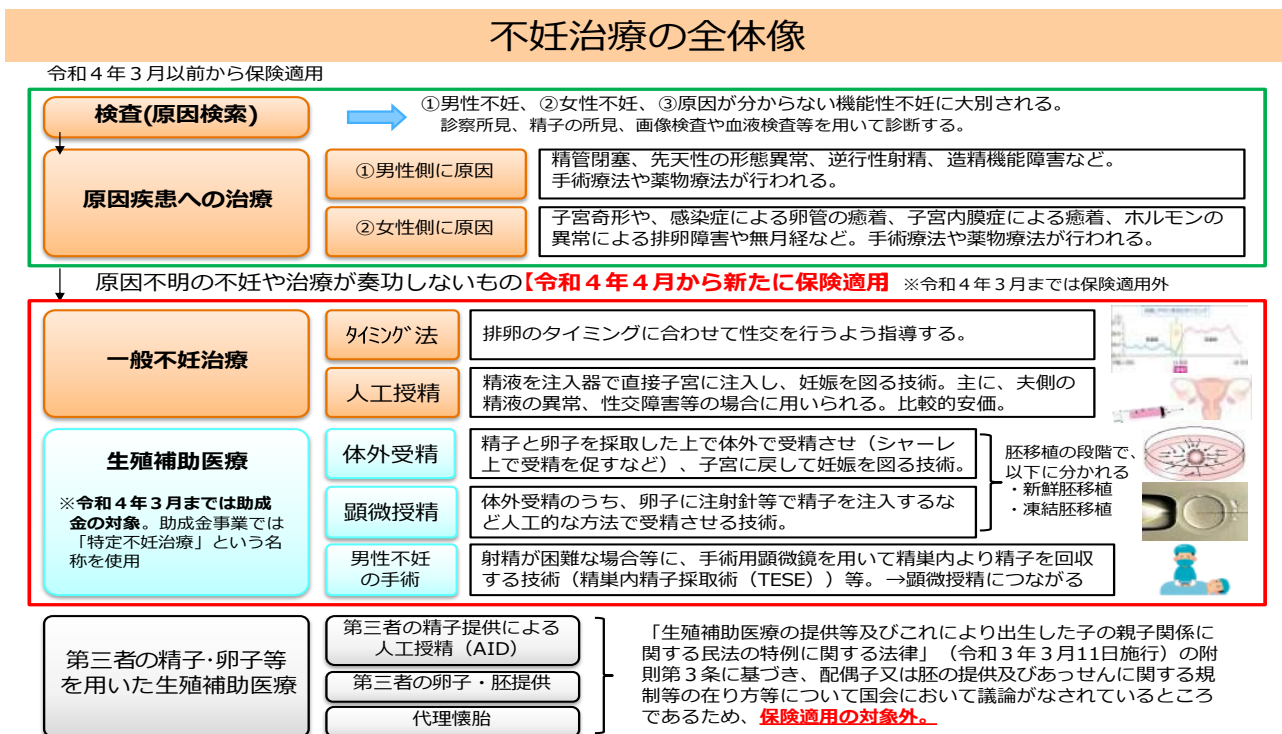 不妊治療の全体像
令和４年３月以前から保険適用
検査(原因検索)
①男性不妊、②女性不妊、③原因が分からない機能性不妊に大別される。
診察所見、精子の所見、画像検査や血液検査等を用いて診断する。
原因疾患への治療
①男性側に原因
精管閉塞、先天性の形態異常、逆行性射精、造精機能障害など。
手術療法や薬物療法が行われる。
②女性側に原因
子宮奇形や、感染症による卵管の癒着、子宮内膜症による癒着、ホルモンの
異常による排卵障害や無月経など。手術療法や薬物療法が行われる。
原因不明の不妊や治療が奏功しないもの【令和４年４月から新たに保険適用 ※令和４年３月までは保険適用外
一般不妊治療
ﾀｲﾐﾝｸﾞ法
排卵のタイミングに合わせて性交を行うよう指導する。
人工授精
精液を注入器で直接子宮に注入し、妊娠を図る技術。主に、夫側の
精液の異常、性交障害等の場合に用いられる。比較的安価。
生殖補助医療
※令和４年３月までは助成
金の対象。助成金事業では
「特定不妊治療」という名
称を使用
体外受精
精子と卵子を採取した上で体外で受精させ（シャーレ
上で受精を促すなど）、子宮に戻して妊娠を図る技術。
顕微授精
体外受精のうち、卵子に注射針等で精子を注入するな
ど人工的な方法で受精させる技術。
胚移植の段階で、
以下に分かれる
・新鮮胚移植
・凍結胚移植
男性不妊
の手術
射精が困難な場合等に、手術用顕微鏡を用いて精巣内より精子を回収
する技術（精巣内精子採取術（TESE））等。→顕微授精につながる
第三者の精子･卵子等
を用いた生殖補助医療
第三者の精子提供による
人工授精（AID）
第三者の卵子・胚提供
代理懐胎
「生殖補助医療の提供等及びこれにより出生した子の親子関係に
関する民法の特例に関する法律」（令和３年３月11日施行）の附
則第３条に基づき、配偶子又は胚の提供及びあっせんに関する規
制等の在り方等について国会において議論がなされているところ
であるため、保険適用の対象外。